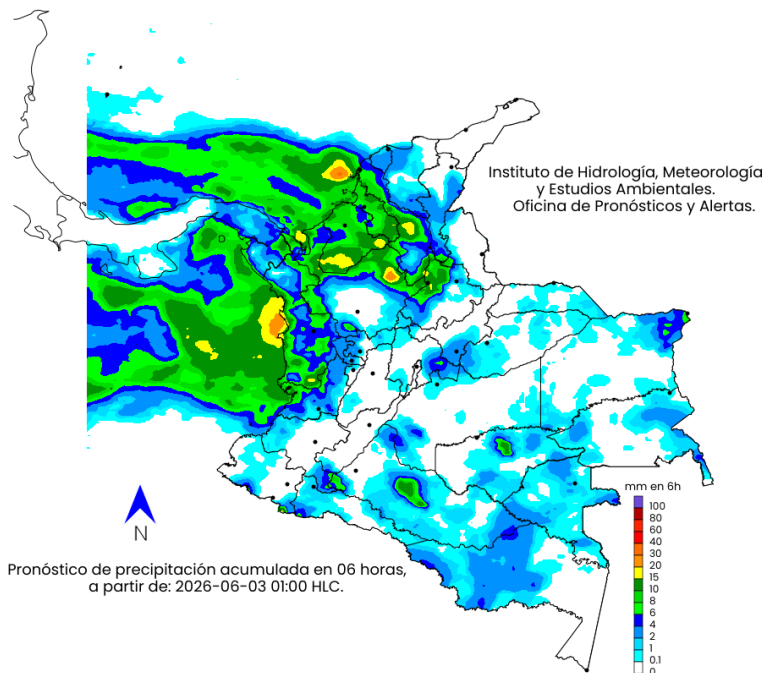 Instituto de Hidrología, Meteorología
y Estudios Ambientales.
Oficina de Pronósticos y Alertas.
mm en 6h
100
80
60
40
30
20
15
10
8
6
4
2
1
0.1
0
N
Pronóstico de precipitación acumulada en 06 horas,
a partir de: 2026-06-03 01:00 HLC.